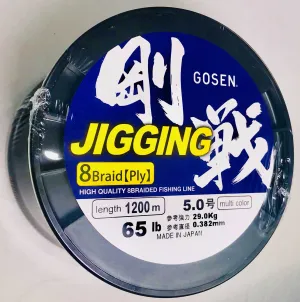 剛戦
GOSEN®
JIGGING
8Braid【Ply】
HIGH QUALITY 8BRAIDED FISHING LINE
length 1200m
5.0号
multi color
65 lb
参考強力 29.0Kg
参考直径 0.382mm
MADE IN JAPAN